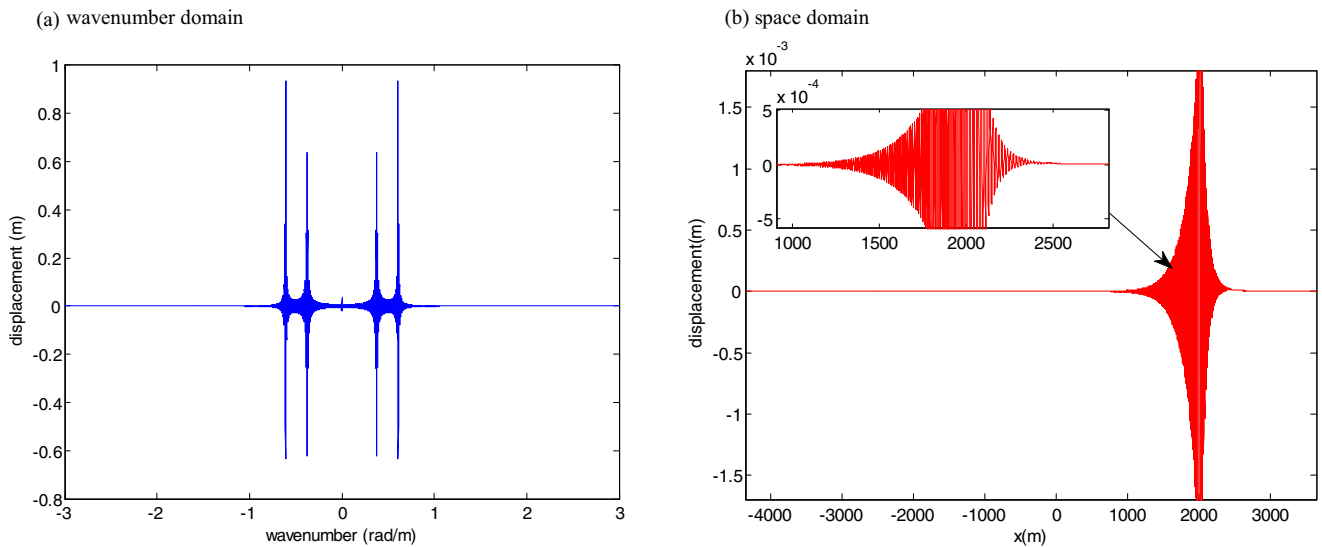 (a) wavenumber domain
1
0.8
0.6
0.4
0.2
0
-0.2
-0.4
-0.6
-0.8
-3 -2 -1 0 1 2 3
displacement (m)
wavenumber (rad/m)
(b) space domain
x 10⁻³
1.5
1
0.5
0
-0.5
-1
-1.5
-4000 -3000 -2000 -1000 0 1000 2000 3000
displacement(m)
x(m)
x 10⁻⁴
5
0
-5
1000 1500 2000 2500